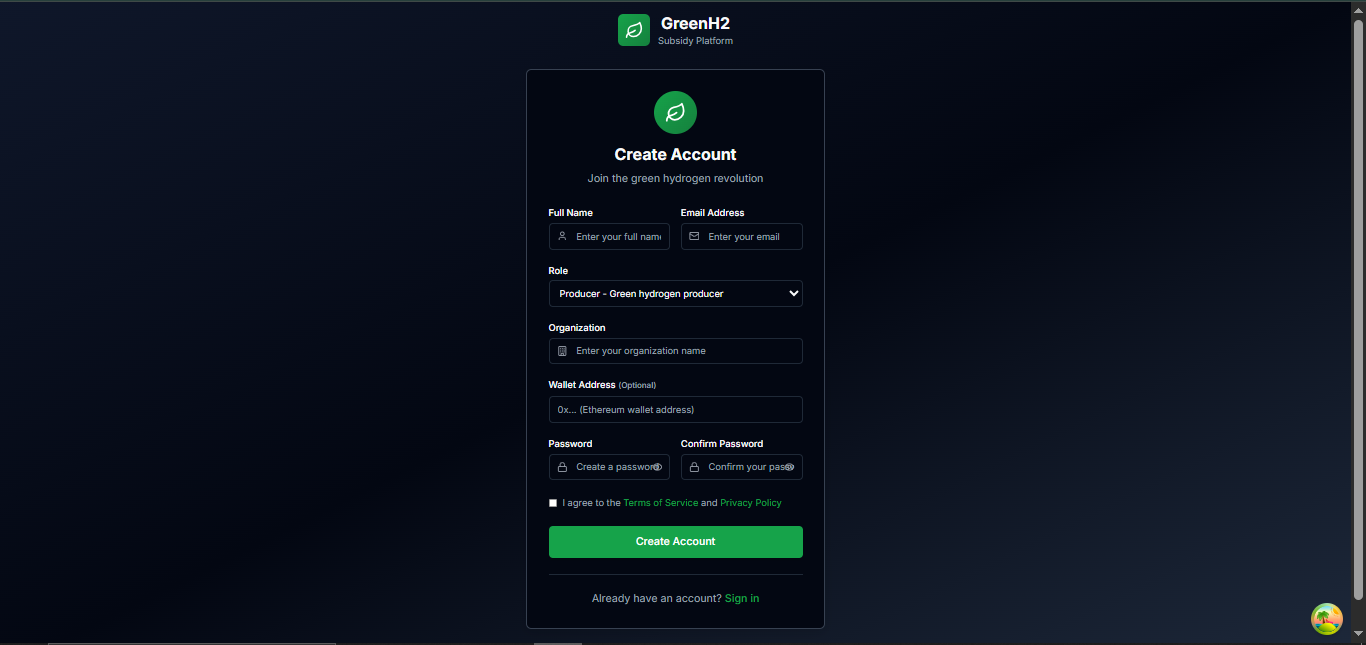 GreenH2
Subsidy Platform
Create Account
Join the green hydrogen revolution
Full Name
Email Address
Enter your full name
Enter your email
Role
Producer - Green hydrogen producer
Organization
Enter your organization name
Wallet Address (Optional)
0x... (Ethereum wallet address)
Password
Confirm Password
Create a password
Confirm your pass
I agree to the Terms of Service and Privacy Policy
Create Account
Already have an account? Sign in